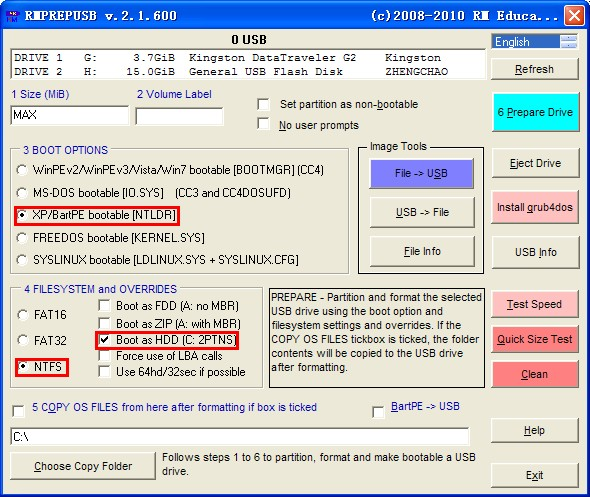 RMPREPUSB v.2.1.600 (c)2008-2010 RM Educa...
0 USB
English
DRIVE 1 G: 3.7GiB Kingston DataTraveler G2 Kingston
DRIVE 2 H: 15.0GiB General USB Flash Disk ZHENGCHAO
Refresh
1 Size (MiB) 2 Volume Label
MAX
Set partition as non-bootable
No user prompts
6 Prepare Drive
3 BOOT OPTIONS
WinPEv2/WinPEv3/Vista/Win7 bootable [BOOTMGR] (CC4)
MS-DOS bootable [IO.SYS] (CC3 and CC4DOSUFD)
XP/BartPE bootable [NTLDR]
FREEDOS bootable [KERNEL.SYS]
SYSLINUX bootable [LDLINUX.SYS + SYSLINUX.CFG]
Image Tools
File -> USB
USB -> File
File Info
Eject Drive
Install grub4dos
USB Info
4 FILESYSTEM and OVERRIDES
FAT16
FAT32
NTFS
Boot as FDD (A: no MBR)
Boot as ZIP (A: with MBR)
Boot as HDD (C: 2PTNS)
Force use of LBA calls
Use 64hd/32sec if possible
PREPARE - Partition and format the selected
USB drive using the boot option and
filesystem settings and overrides. If the
COPY OS FILES tickbox is ticked, the folder
contents will be copied to the USB drive
after formatting.
Test Speed
Quick Size Test
Clean
5 COPY OS FILES from here after formatting if box is ticked
BartPE -> USB
C:\
Help
Choose Copy Folder
Follows steps 1 to 6 to partition, format and make bootable a USB
drive.
Exit